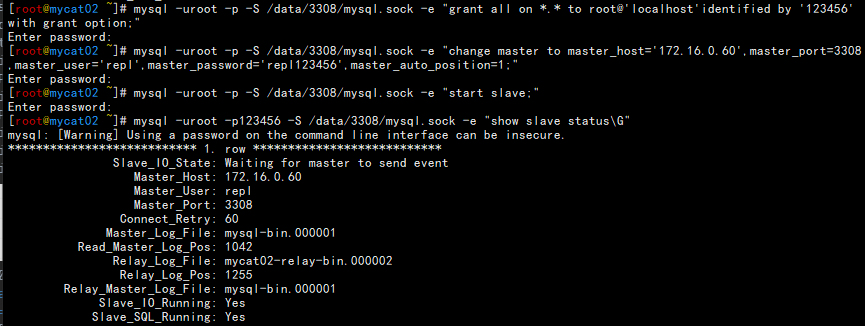 [root@mycat02 ~]# mysql -uroot -p -S /data/3308/mysql.sock -e "grant all on *.* to root@'localhost'identified by '123456'
with grant option;"
Enter password:
[root@mycat02 ~]# mysql -uroot -p -S /data/3308/mysql.sock -e "change master to master_host='172.16.0.60',master_port=3308
,master_user='repl',master_password='repl123456',master_auto_position=1;"
Enter password:
[root@mycat02 ~]# mysql -uroot -p -S /data/3308/mysql.sock -e "start slave;"
Enter password:
[root@mycat02 ~]# mysql -uroot -p123456 -S /data/3308/mysql.sock -e "show slave status\G"
mysql: [Warning] Using a password on the command line interface can be insecure.
*************************** 1. row ***************************
Slave_IO_State: Waiting for master to send event
Master_Host: 172.16.0.60
Master_User: repl
Master_Port: 3308
Connect_Retry: 60
Master_Log_File: mysql-bin.000001
Read_Master_Log_Pos: 1042
Relay_Log_File: mycat02-relay-bin.000002
Relay_Log_Pos: 1255
Relay_Master_Log_File: mysql-bin.000001
Slave_IO_Running: Yes
Slave_SQL_Running: Yes